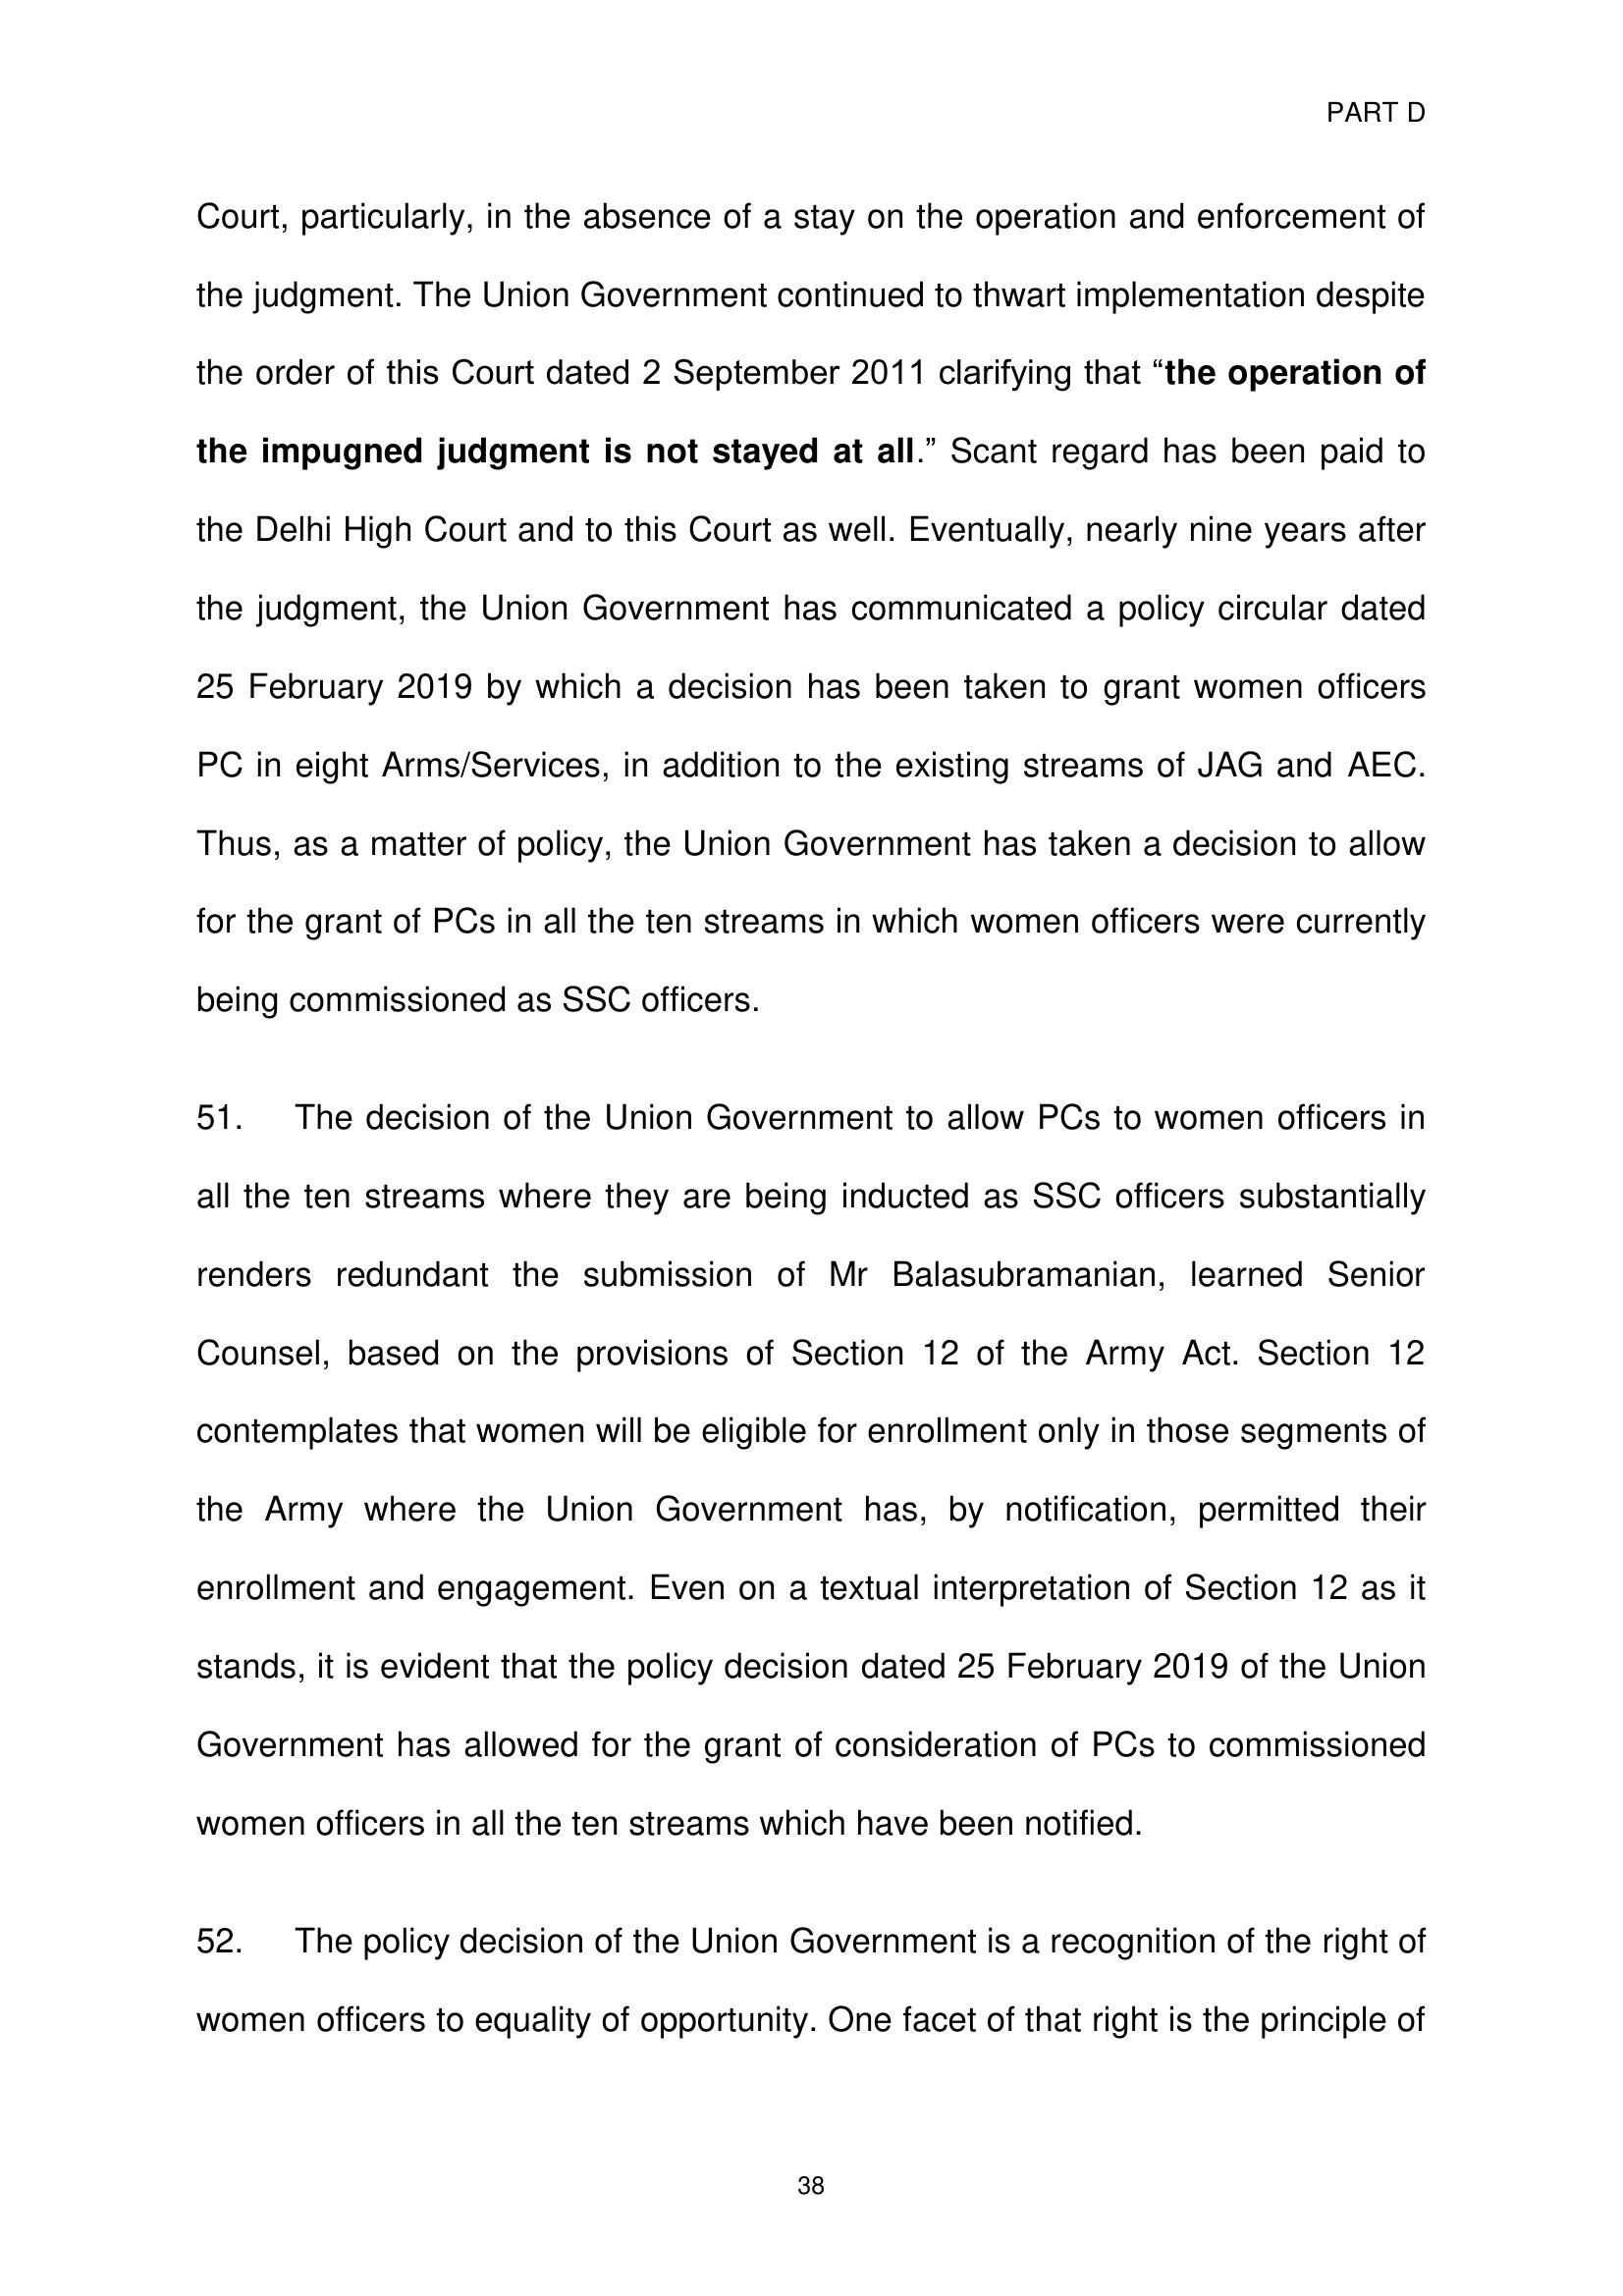 PART D
Court, particularly, in the absence of a stay on the operation and enforcement of
the judgment. The Union Government continued to thwart implementation despite
the order of this Court dated 2 September 2011 clarifying that “the operation of
the impugned judgment is not stayed at all.” Scant regard has been paid to
the Delhi High Court and to this Court as well. Eventually, nearly nine years after
the judgment, the Union Government has communicated a policy circular dated
25 February 2019 by which a decision has been taken to grant women officers
PC in eight Arms/Services, in addition to the existing streams of JAG and AEC.
Thus, as a matter of policy, the Union Government has taken a decision to allow
for the grant of PCs in all the ten streams in which women officers were currently
being commissioned as SSC officers.
51. The decision of the Union Government to allow PCs to women officers in
all the ten streams where they are being inducted as SSC officers substantially
renders redundant the submission of Mr Balasubramanian, learned Senior
Counsel, based on the provisions of Section 12 of the Army Act. Section 12
contemplates that women will be eligible for enrollment only in those segments of
the Army where the Union Government has, by notification, permitted their
enrollment and engagement. Even on a textual interpretation of Section 12 as it
stands, it is evident that the policy decision dated 25 February 2019 of the Union
Government has allowed for the grant of consideration of PCs to commissioned
women officers in all the ten streams which have been notified.
52. The policy decision of the Union Government is a recognition of the right of
women officers to equality of opportunity. One facet of that right is the principle of
38